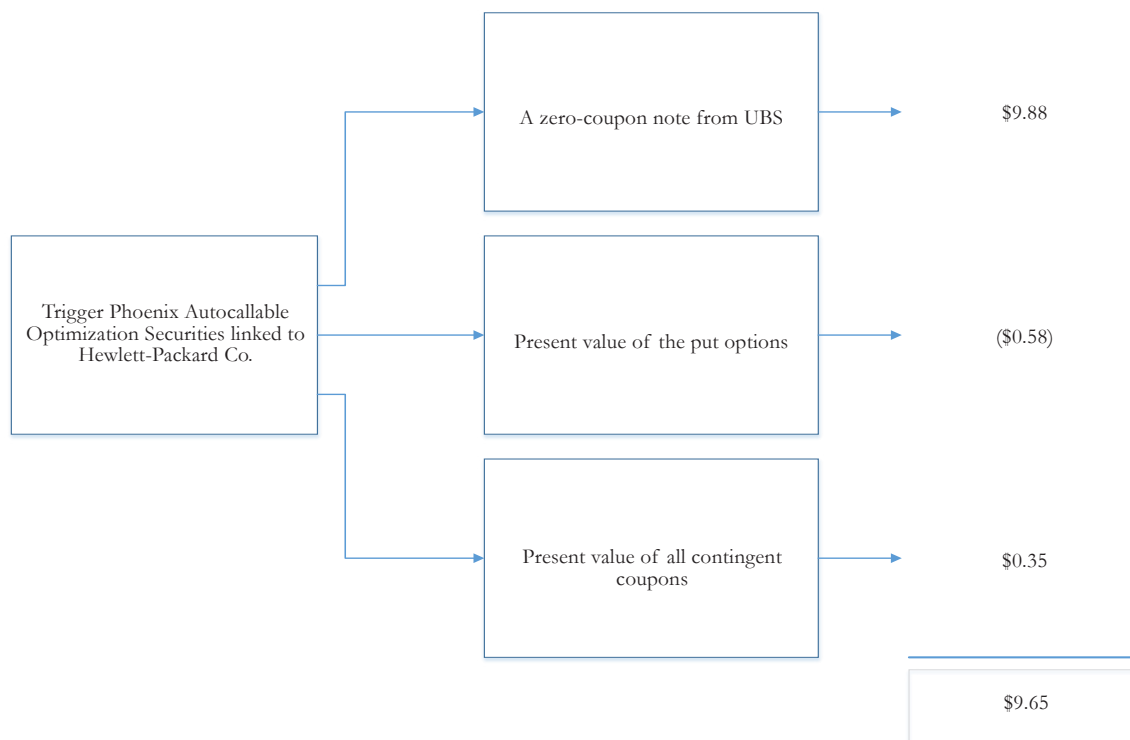 A zero-coupon note from UBS
$9.88
Trigger Phoenix Autocallable
Optimization Securities linked to
Hewlett-Packard Co.
Present value of the put options
($0.58)
Present value of all contingent
coupons
$0.35
$9.65